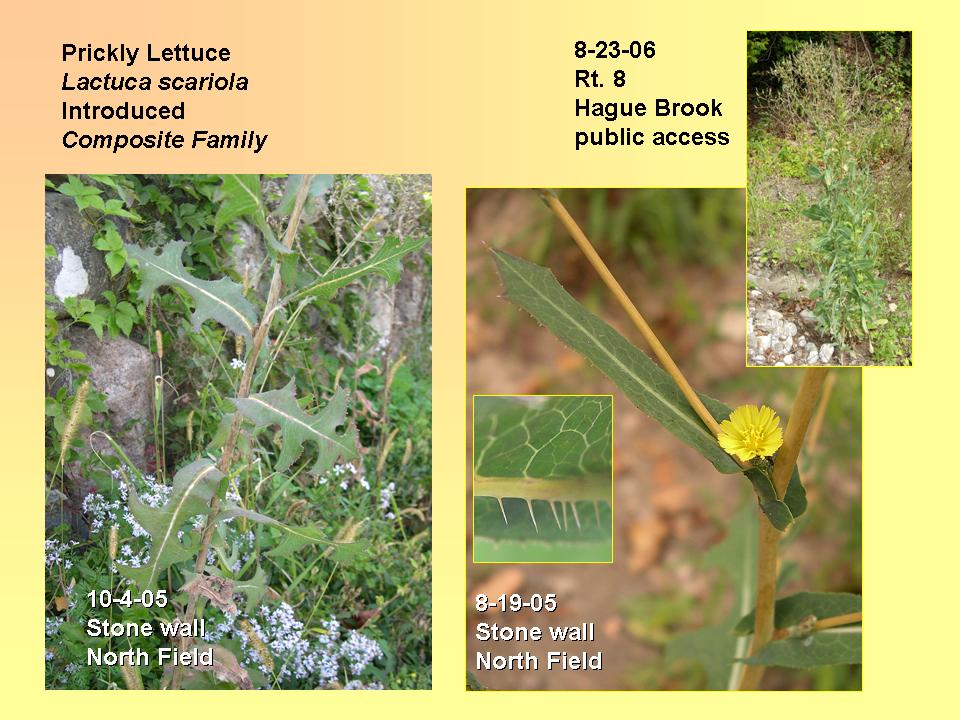 Prickly Lettuce
Lactuca scariola
Introduced
Composite Family
8-23-06
Rt. 8
Hague Brook
public access
10-4-05
Stone wall
North Field
8-19-05
Stone wall
North Field